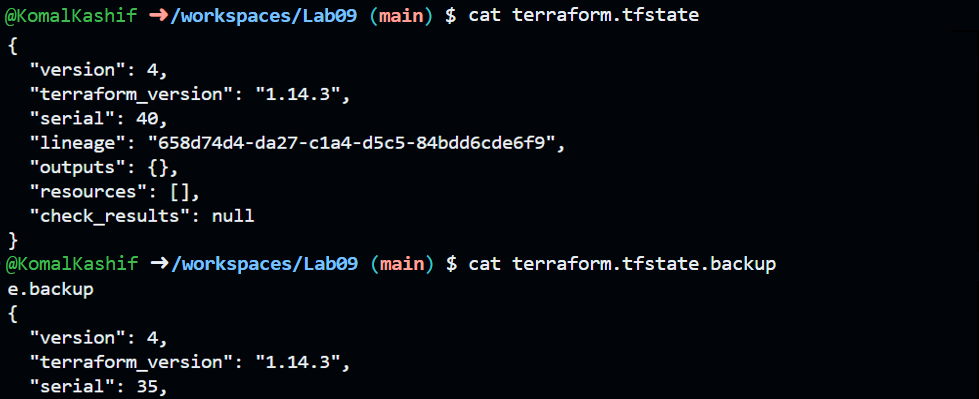 @KomalKashif ➜/workspaces/Lab09 (main) $ cat terraform.tfstate
{
  "version": 4,
  "terraform_version": "1.14.3",
  "serial": 40,
  "lineage": "658d74d4-da27-c1a4-d5c5-84bdd6cde6f9",
  "outputs": {},
  "resources": [],
  "check_results": null
}
@KomalKashif ➜/workspaces/Lab09 (main) $ cat terraform.tfstate.backup
e.backup
{
  "version": 4,
  "terraform_version": "1.14.3",
  "serial": 35,